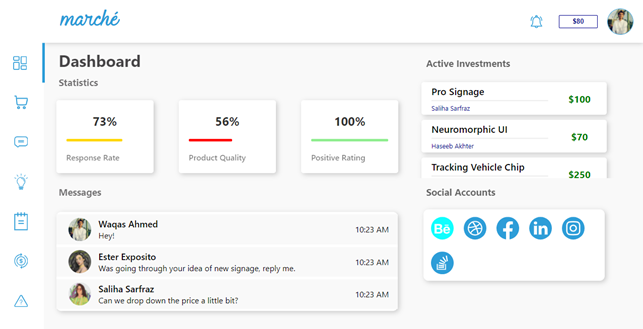 marché
$80
Dashboard
Statistics
73%
Response Rate
56%
Product Quality
100%
Positive Rating
Messages
Waqas Ahmed
Hey!
10:23 AM
Ester Exposito
Was going through your idea of new signage, reply me.
10:23 AM
Saliha Sarfraz
Can we drop down the price a little bit?
10:23 AM
Active Investments
Pro Signage
Saliha Sarfraz
$100
Neuromorphic UI
Haseeb Akhter
$70
Tracking Vehicle Chip
$250
Social Accounts
Bē
in